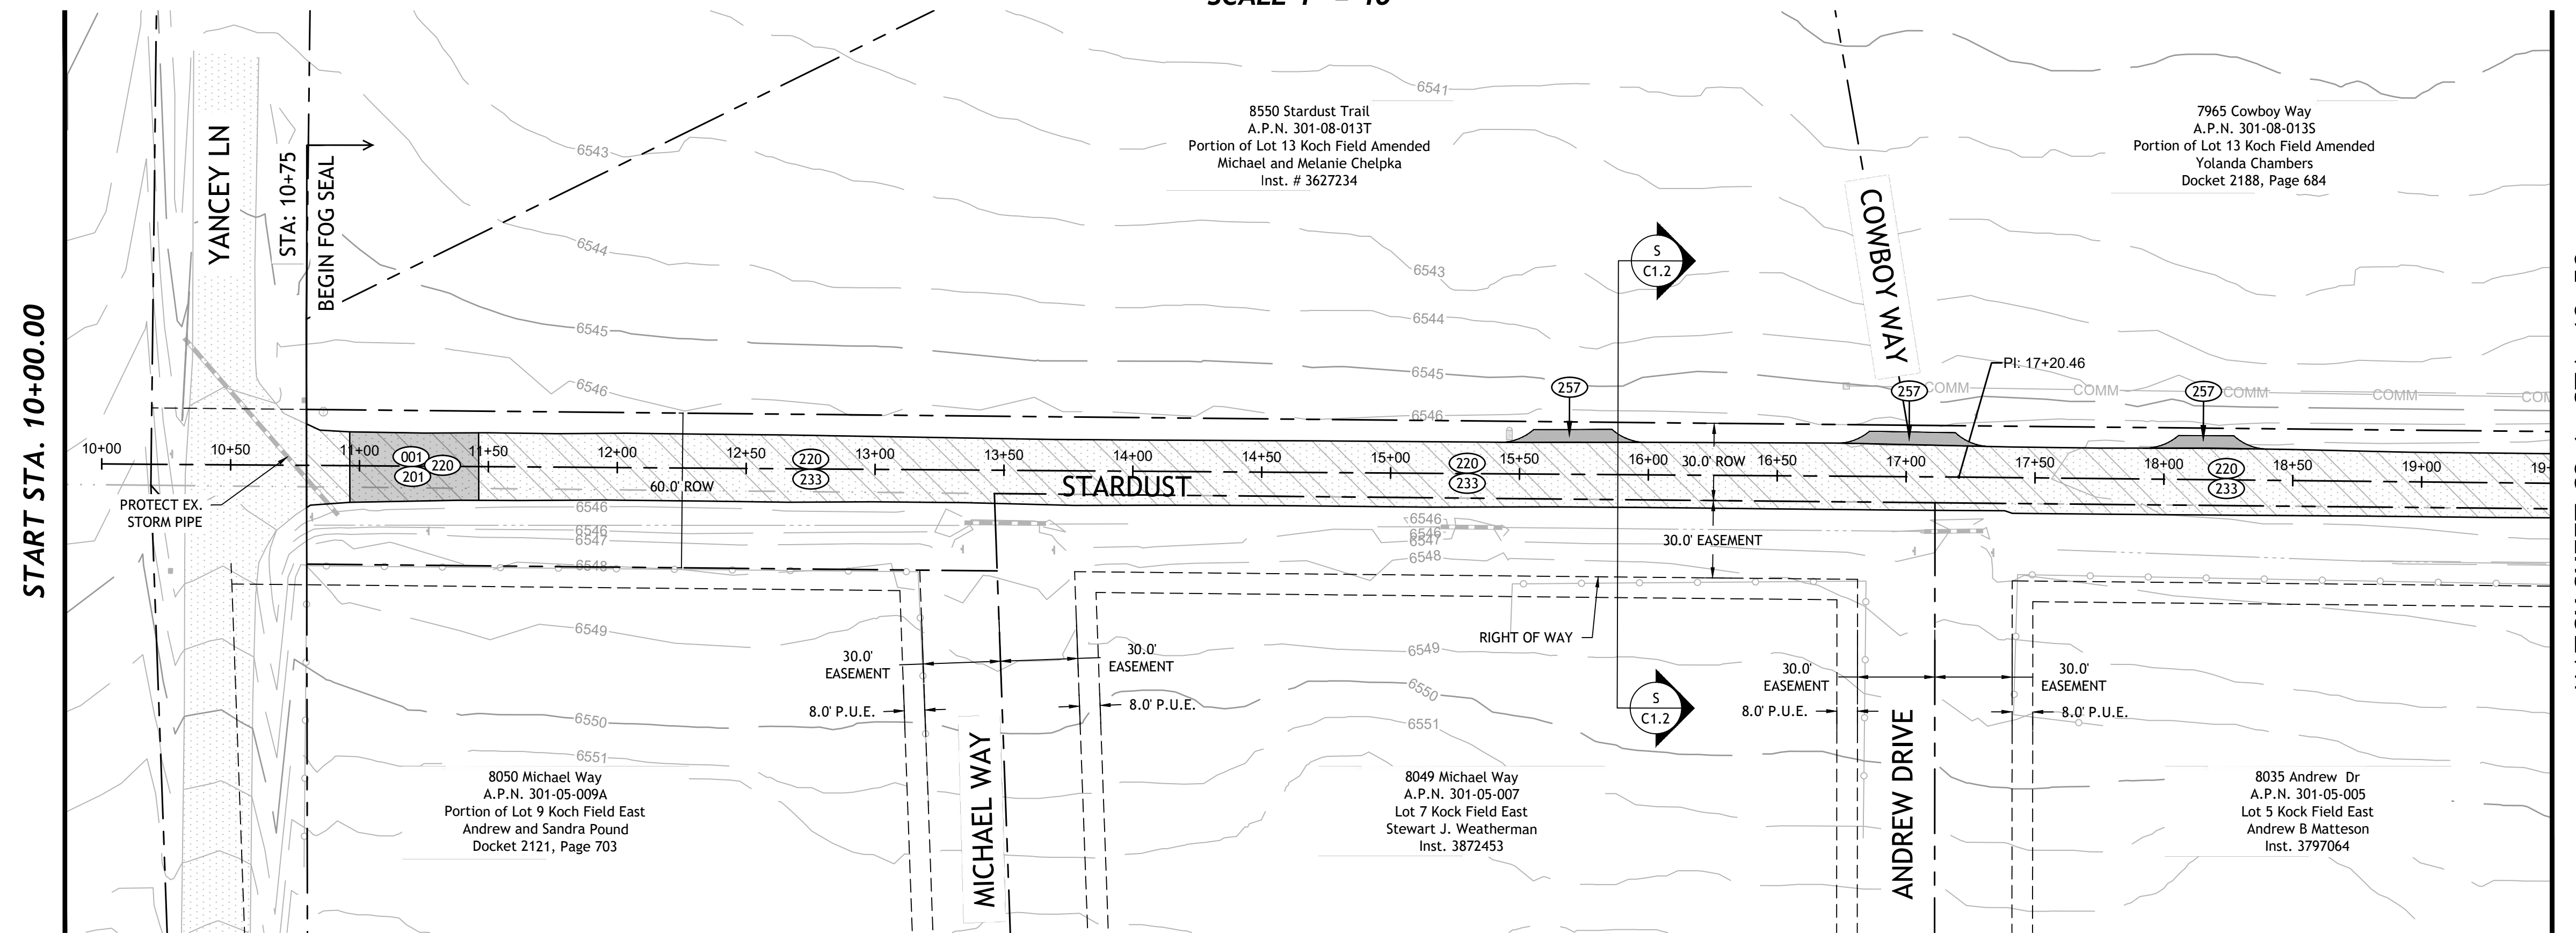 START STA. 10+00.00
YANCEY LN
STA: 10+75
BEGIN FOG SEAL
8550 Stardust Trail
A.P.N. 301-08-013T
Portion of Lot 13 Koch Field Amended
Michael and Melanie Chelpka
Inst. # 3627234
7965 Cowboy Way
A.P.N. 301-08-013S
Portion of Lot 13 Koch Field Amended
Yolanda Chambers
Docket 2188, Page 684
6541
6543
6544
6545
6546
6543
6544
6545
6546
S
C1.2
COWBOY WAY
PI: 17+20.46
257
257
257
COMM
COMM
COMM
COMM
10+00
10+50
11+00
11+50
12+00
12+50
13+00
13+50
14+00
14+50
15+00
15+50
16+00
16+50
17+00
17+50
18+00
18+50
19+00
001
220
201
220
233
220
233
220
233
30.0' ROW
60.0' ROW
STARDUST
PROTECT EX.
STORM PIPE
6546
6546
6547
6548
6546
6546
6547
6548
30.0' EASEMENT
RIGHT OF WAY
6549
6550
6551
6549
6550
6551
30.0'
EASEMENT
30.0'
EASEMENT
8.0' P.U.E.
8.0' P.U.E.
30.0'
EASEMENT
30.0'
EASEMENT
8.0' P.U.E.
8.0' P.U.E.
S
C1.2
MICHAEL WAY
ANDREW DRIVE
8050 Michael Way
A.P.N. 301-05-009A
Portion of Lot 9 Koch Field East
Andrew and Sandra Pound
Docket 2121, Page 703
8049 Michael Way
A.P.N. 301-05-007
Lot 7 Kock Field East
Stewart J. Weatherman
Inst. 3872453
8035 Andrew Dr
A.P.N. 301-05-005
Lot 5 Kock Field East
Andrew B Matteson
Inst. 3797064